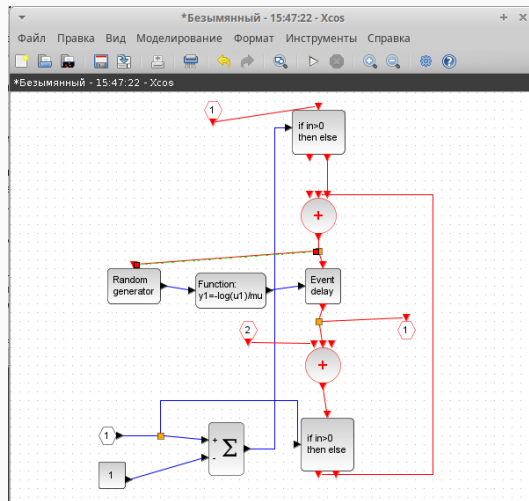 *Безымянный - 15:47:22 - Xcos
Файл Правка Вид Моделирование Формат Инструменты Справка
*Безымянный - 15:47:22 - Xcos
1
if in>0
then else
+
Random
generator
Function:
y1=-log(u1)/mu
Event
delay
2
1
+
1
+
-
Σ
1
if in>0
then else